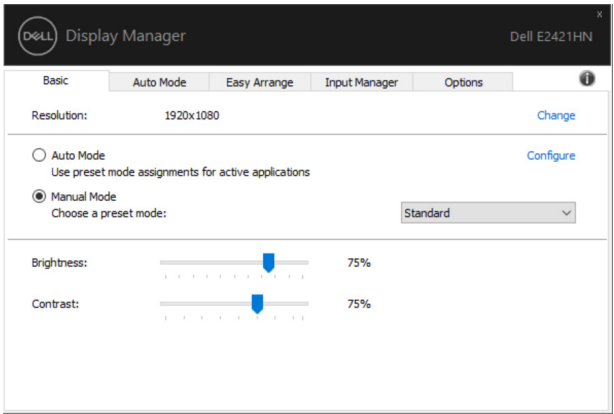 x
DELL Display Manager Dell E2421HN
Basic Auto Mode Easy Arrange Input Manager Options i
Resolution: 1920x1080 Change
Auto Mode Configure
Use preset mode assignments for active applications
Manual Mode
Choose a preset mode: Standard
Brightness: 75%
Contrast: 75%